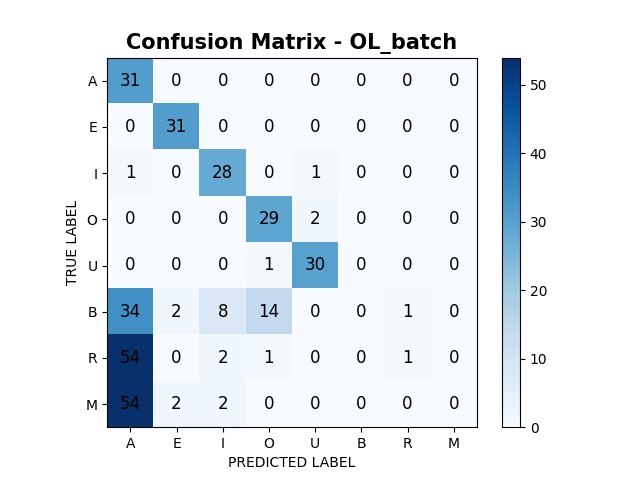 Confusion Matrix - OL_batch
A 31 0 0 0 0 0 0 0
E 0 31 0 0 0 0 0 0
I 1 0 28 0 1 0 0 0
O 0 0 0 29 2 0 0 0
U 0 0 0 1 30 0 0 0
B 34 2 8 14 0 0 1 0
R 54 0 2 1 0 0 1 0
M 54 2 2 0 0 0 0 0
A E I O U B R M
PREDICTED LABEL
TRUE LABEL
50
40
30
20
10
0